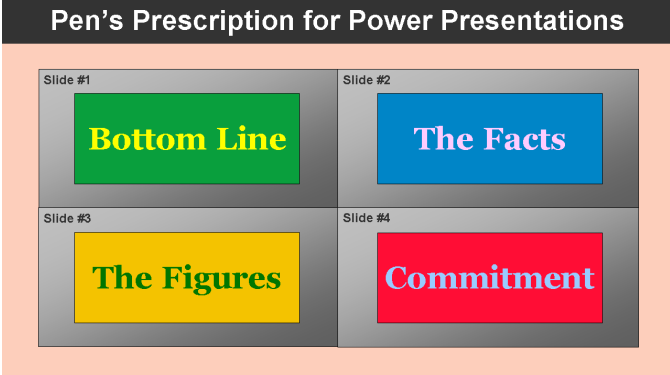 Pen’s Prescription for Power Presentations
Slide #1
Bottom Line
Slide #2
The Facts
Slide #3
The Figures
Slide #4
Commitment